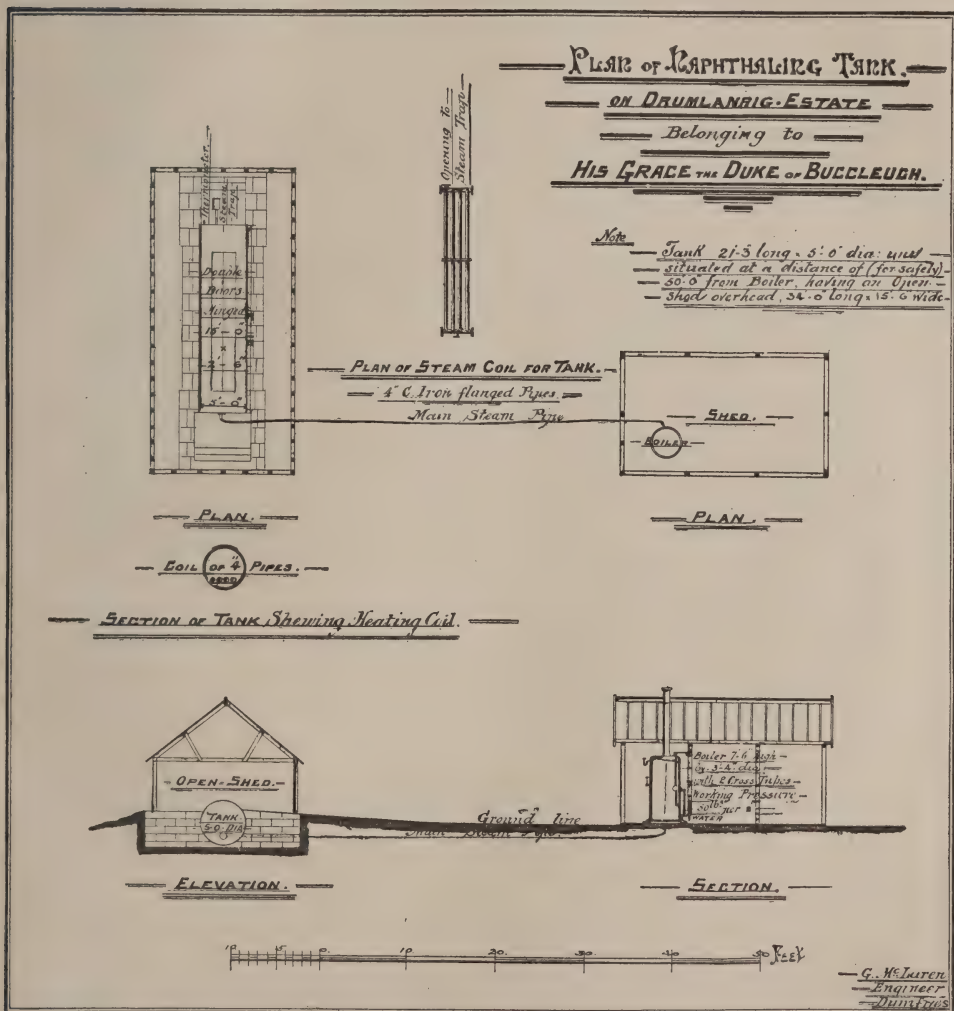 PLAN OF NAPHTHALING TANK.
ON DRUMLANRIG-ESTATE
Belonging to
HIS GRACE THE DUKE OF BUCCLEUGH.
Note
Tank 21-3 long × 5'-0" dia:
situated at a distance of (for safety)
50-0" from Boiler, having an Open
Shed overhead, 34-0 long × 15-6 wide
Opening to
Steam Trap
Thermometer
Steam
Trap
Double
Doors
Hinged
15'-0"
×
2'-6"
5'-0"
PLAN OF STEAM COIL FOR TANK.
4" C. Iron flanged Pipes
Main Steam Pipe
SHED.
BOILER
PLAN.
PLAN.
COIL OF 4" PIPES.
SECTION OF TANK Shewing Heating Coil.
OPEN-SHED.
TANK
5-0. DIA
Ground line
Main Steam Pipe
Boiler 7-6 high
by 3'-4" dia
with 2 Cross Tubes
Working Pressure
50 lbs per
WATER
ELEVATION.
SECTION.
10 5 0 10 20 30 40 50 Feet
G. McLaren
Engineer
Dumfries